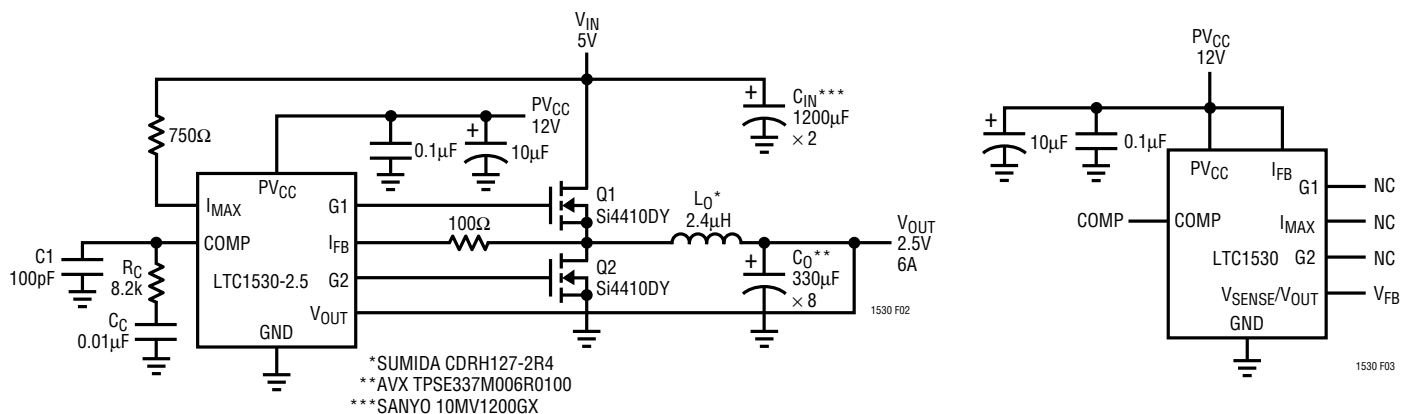 V_IN
5V
750Ω
PV_CC
12V
0.1µF
+
10µF
+
C_IN***
1200µF
× 2
PV_CC
I_MAX
G1
Q1
Si4410DY
L_O*
2.4µH
V_OUT
2.5V
6A
C1
100pF
COMP
I_FB
100Ω
R_C
8.2k
LTC1530-2.5
G2
Q2
Si4410DY
+
C_O**
330µF
× 8
C_C
0.01µF
V_OUT
GND
1530 F02
*SUMIDA CDRH127-2R4
**AVX TPSE337M006R0100
***SANYO 10MV1200GX
PV_CC
12V
+
10µF
0.1µF
PV_CC
I_FB
G1
NC
COMP
COMP
I_MAX
NC
LTC1530
G2
NC
V_SENSE/V_OUT
V_FB
GND
1530 F03